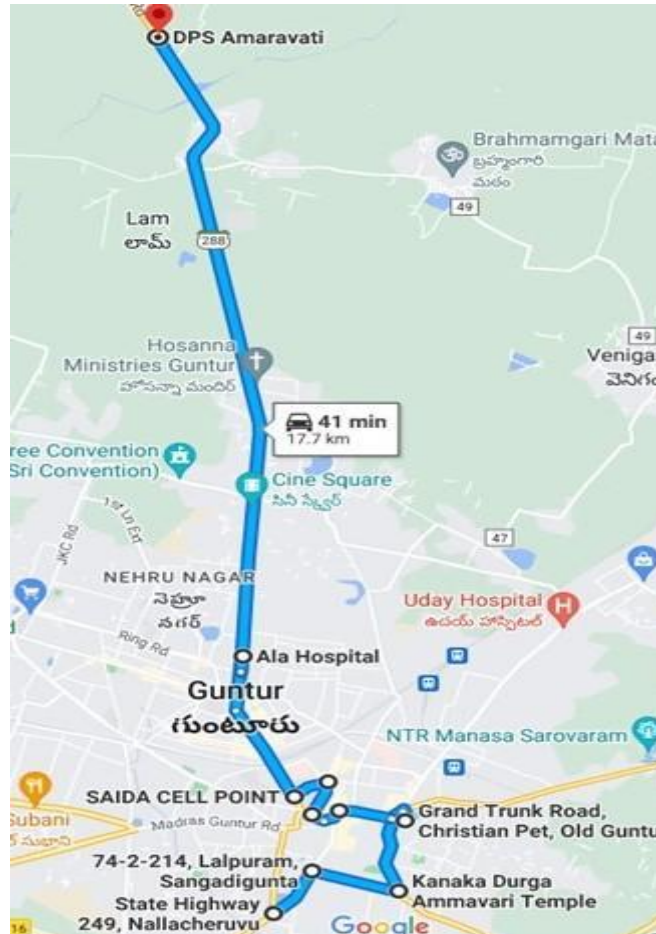 DPS Amaravati
Brahmamgari Mata
బ్రహ్మంగారి
మఠం
49
Lam
లామ్
288
Hosanna
Ministries Guntur
హోసన్నా మందిర్
49
Veniga
వెనిగం
41 min
17.7 km
ree Convention
Sri Convention)
Cine Square
సినీ స్క్వేర్
1st Ln Ext
JKC Rd
47
NEHRU NAGAR
నెహ్రూ
నగర్
Uday Hospital
ఉదయ్ హాస్పిటల్
Ring Rd
Ala Hospital
Guntur
గుంటూరు
NTR Manasa Sarovaram
SAIDA CELL POINT
Subani
సుభాని
Madras Guntur Rd
Grand Trunk Road,
Christian Pet, Old Guntu
74-2-214, Lalpuram,
Sangadigunta
Kanaka Durga
Ammavari Temple
State Highway
249, Nallacheruvu
16
Google